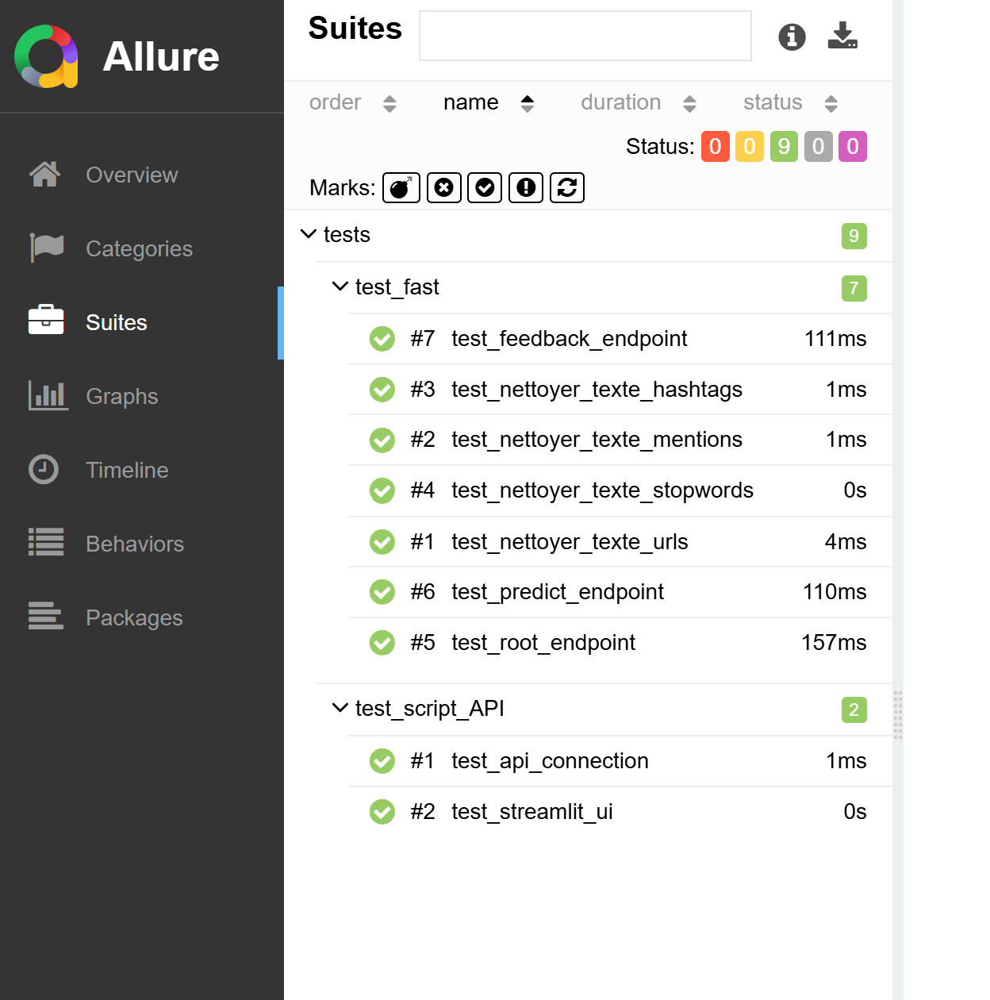 Allure
Overview
Categories
Suites
Graphs
Timeline
Behaviors
Packages
Suites
order name duration status
Status: 0 0 9 0 0
Marks:
tests 9
test_fast 7
#7 test_feedback_endpoint 111ms
#3 test_nettoyer_texte_hashtags 1ms
#2 test_nettoyer_texte_mentions 1ms
#4 test_nettoyer_texte_stopwords 0s
#1 test_nettoyer_texte_urls 4ms
#6 test_predict_endpoint 110ms
#5 test_root_endpoint 157ms
test_script_API 2
#1 test_api_connection 1ms
#2 test_streamlit_ui 0s